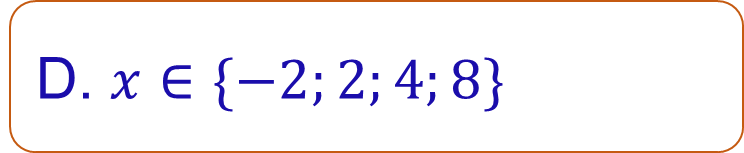 D. x ∈ {−2; 2; 4; 8}